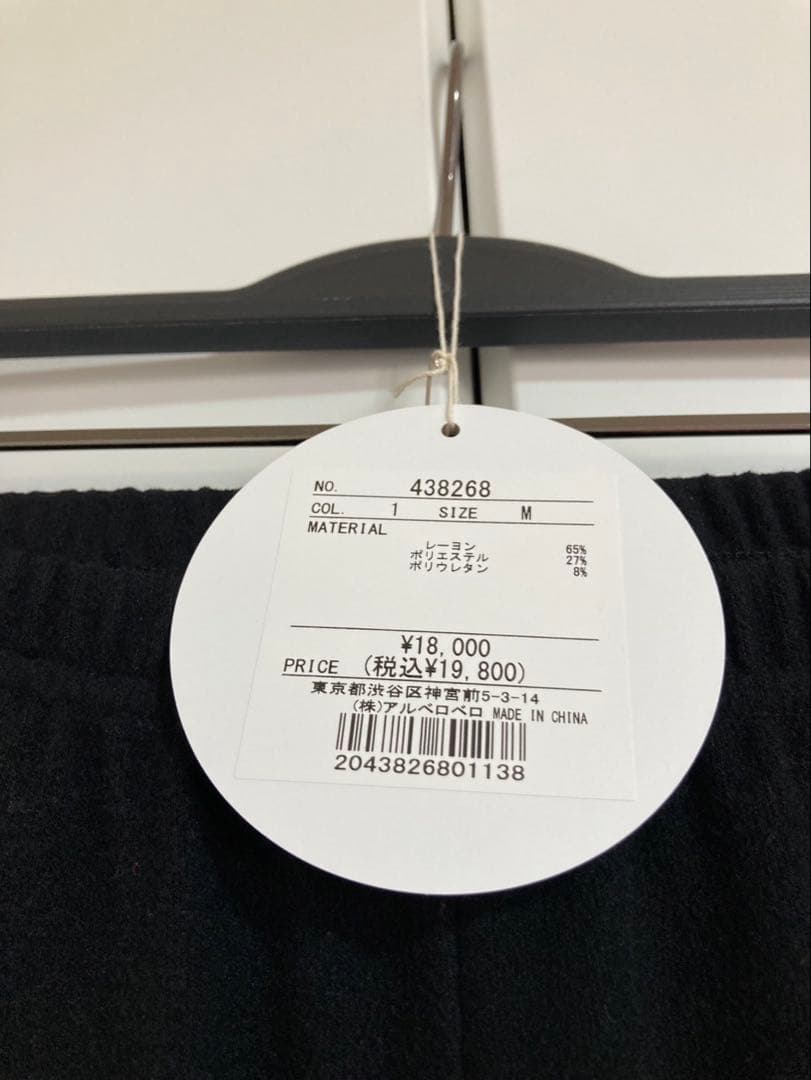 NO. 438268
COL. 1 SIZE M
MATERIAL
レーヨン 65%
ポリエステル 27%
ポリウレタン 8%
¥18,000
PRICE (税込¥19,800)
東京都渋谷区神宮前5-3-14
(株)アルベロベロ MADE IN CHINA
2043826801138